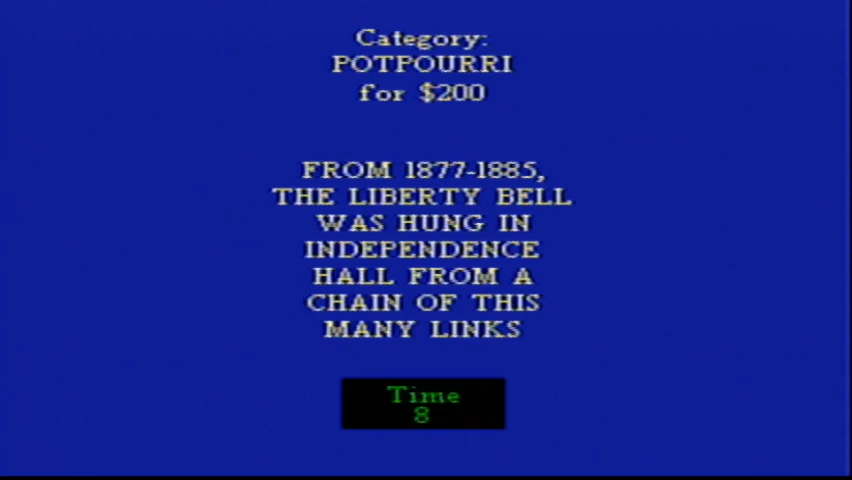 Category:
POTPOURRI
for $200
FROM 1877-1885,
THE LIBERTY BELL
WAS HUNG IN
INDEPENDENCE
HALL FROM A
CHAIN OF THIS
MANY LINKS
Time
8